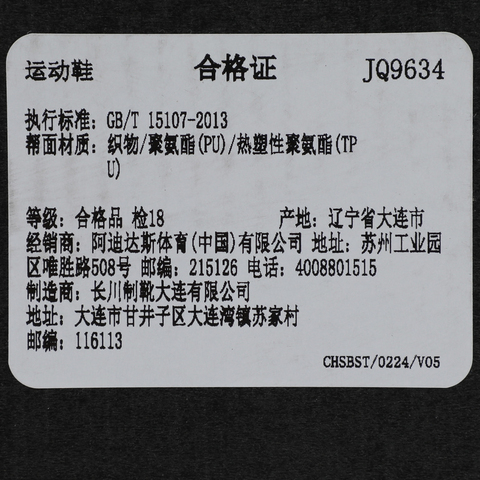 运动鞋 合格证 JQ9634
执行标准: GB/T 15107-2013
帮面材质: 织物/聚氨酯(PU)/热塑性聚氨酯(TP
U)
等级: 合格品 检18 产地: 辽宁省大连市
经销商: 阿迪达斯体育(中国)有限公司 地址: 苏州工业园
区唯胜路508号 邮编: 215126 电话: 4008801515
制造商: 长川制靴大连有限公司
地址: 大连市甘井子区大连湾镇苏家村
邮编: 116113
CHSBST/0224/V05